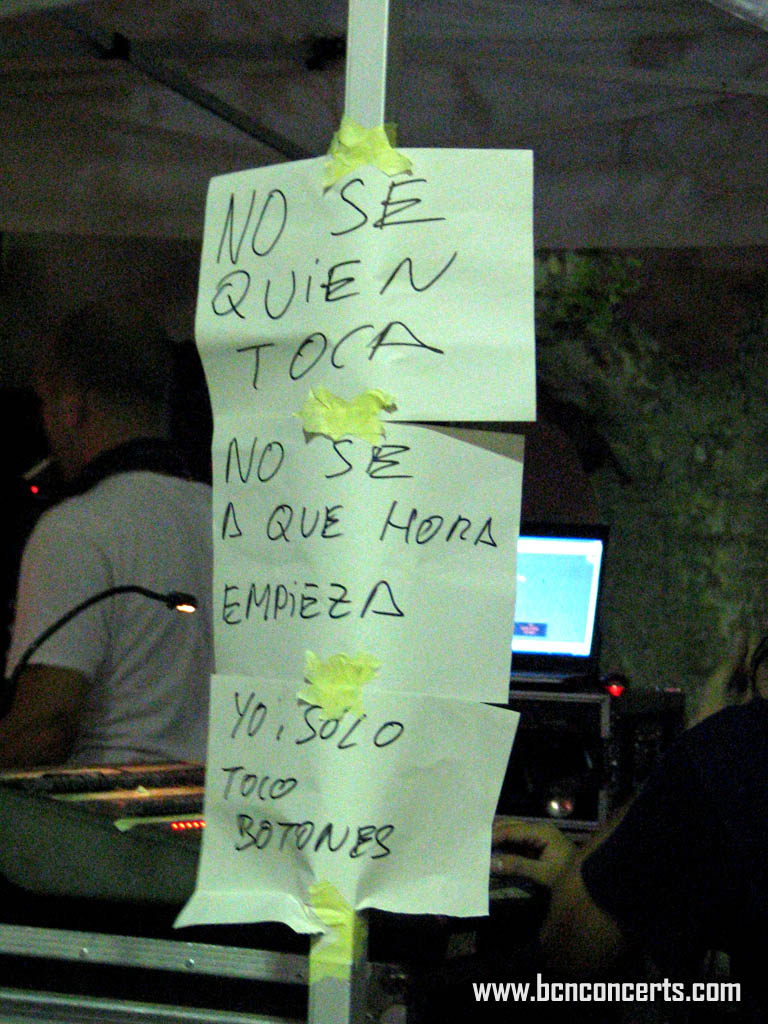 NO SE
QUIEN
TOCA
NO SE
A QUE HORA
EMPIEZA
YO, SOLO
TOCO
BOTONES
www.bcnconcerts.com